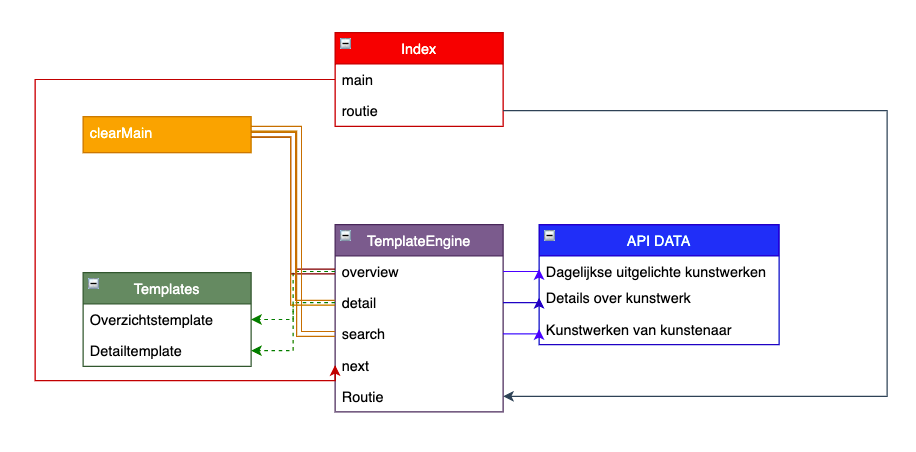 Index
main
routie
clearMain
TemplateEngine
overview
detail
search
next
Routie
API DATA
Dagelijkse uitgelichte kunstwerken
Details over kunstwerk
Kunstwerken van kunstenaar
Templates
Overzichtstemplate
Detailtemplate